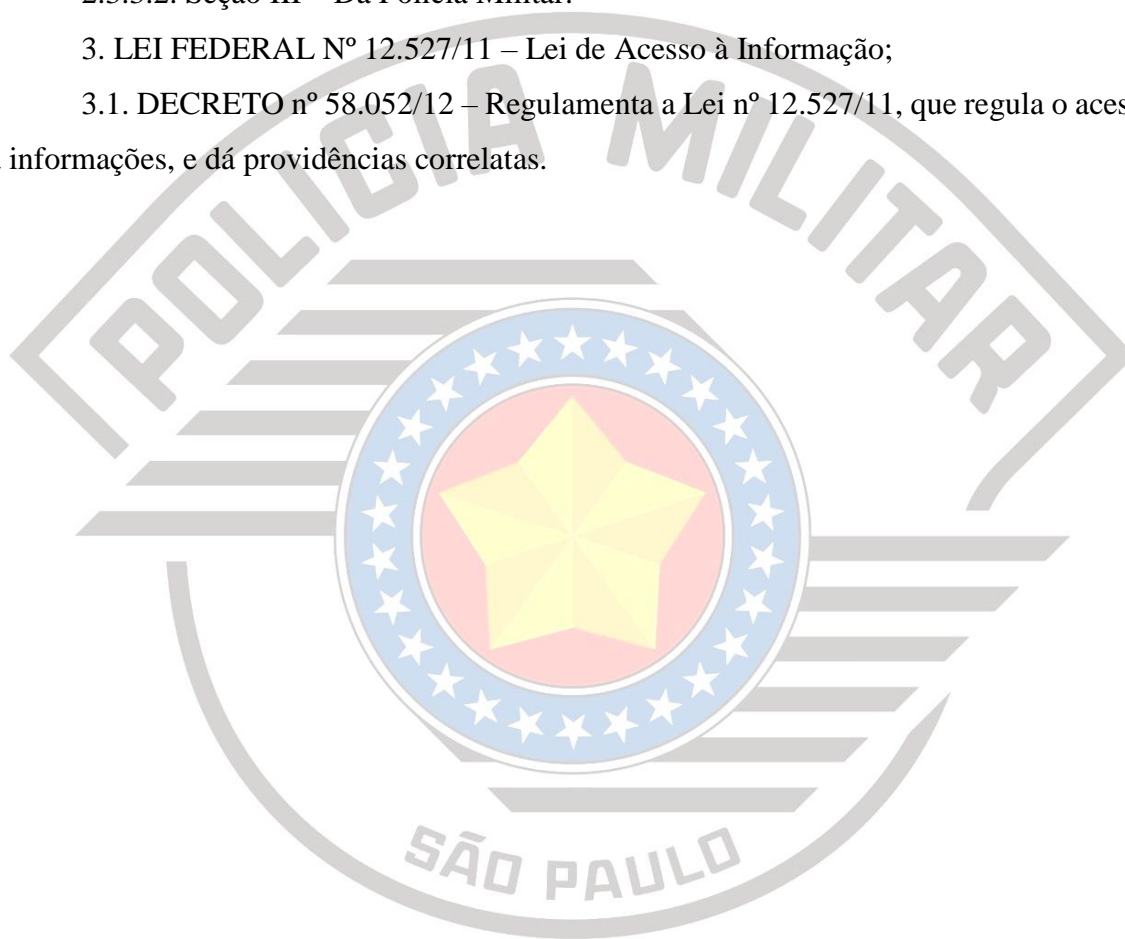 2.3.3.2. Seção III – Da Polícia Militar.
3. LEI FEDERAL Nº 12.527/11 – Lei de Acesso à Informação;
3.1. DECRETO nº 58.052/12 – Regulamenta a Lei nº 12.527/11, que regula o aces
informações, e dá providências correlatas.
POLICIA MILITAR
SÃO PAULO